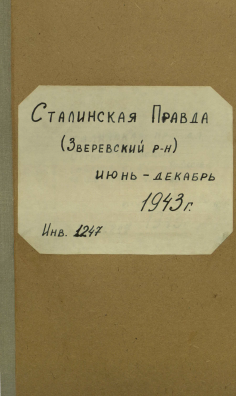 Сталинская Правда
(Зверевский р-н)
июнь – декабрь
1943 г.
Инв. 1247